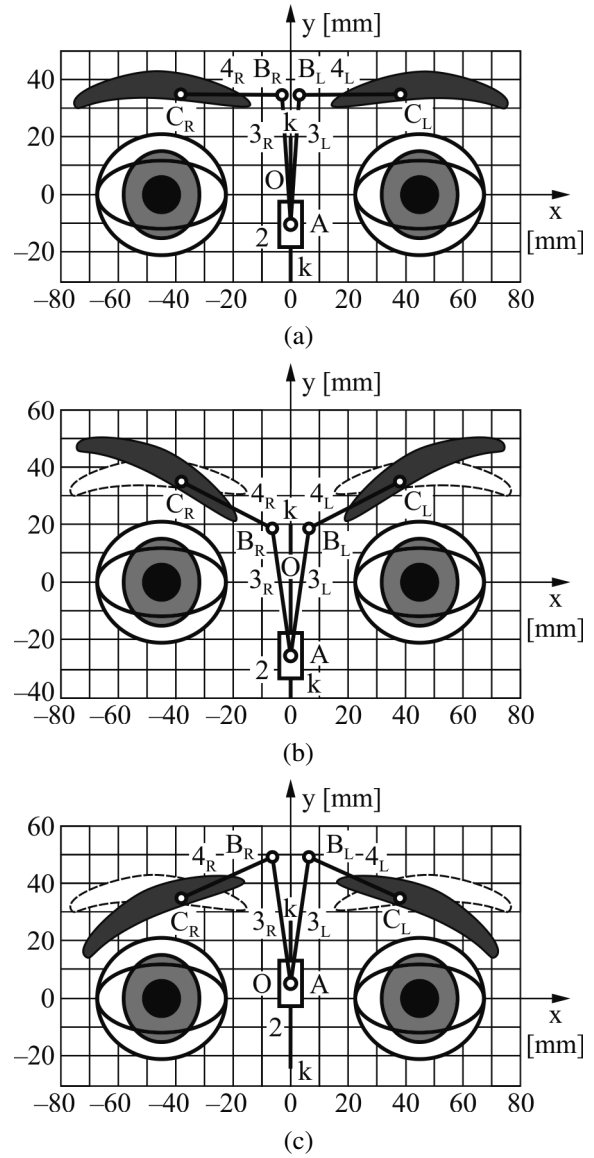 y [mm]
40 4R BR BL 4L
CR k CL
20 3R 3L
O
0 x
2 A [mm]
−20 k
−80 −60 −40 −20 0 20 40 60 80
(a)
y [mm]
60
40
CR 4R 4L CL
20 k
BR O BL
0 3R 3L x
[mm]
−20 A
2 k
−40
−80 −60 −40 −20 0 20 40 60 80
(b)
y [mm]
60
BR BL
4R 4L
40
CR k CL
20 3R 3L
O A
0 x
2 [mm]
−20 k
−80 −60 −40 −20 0 20 40 60 80
(c)